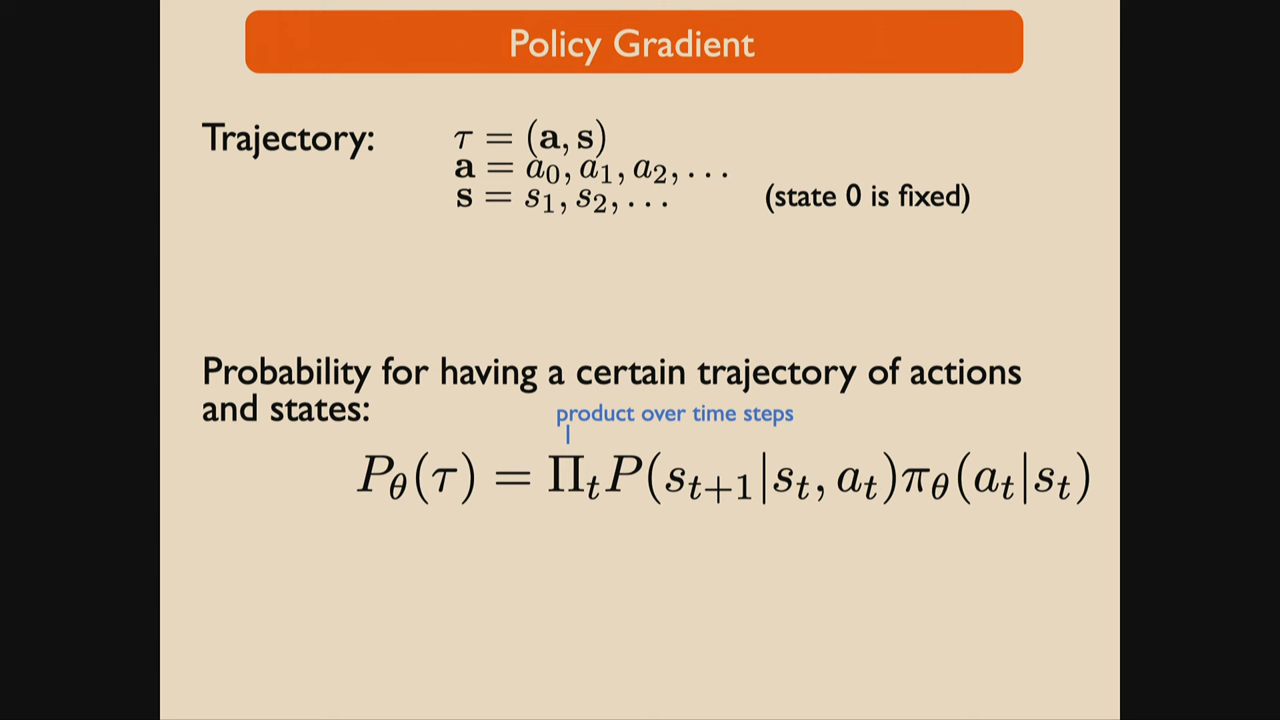 Policy Gradient
Trajectory: τ = (a, s)
a = a₀, a₁, a₂, . . .
s = s₁, s₂, . . . (state 0 is fixed)
Probability for having a certain trajectory of actions
and states:
product over time steps
P_θ(τ) = Π_t P(s_{t+1}|s_t, a_t)π_θ(a_t|s_t)